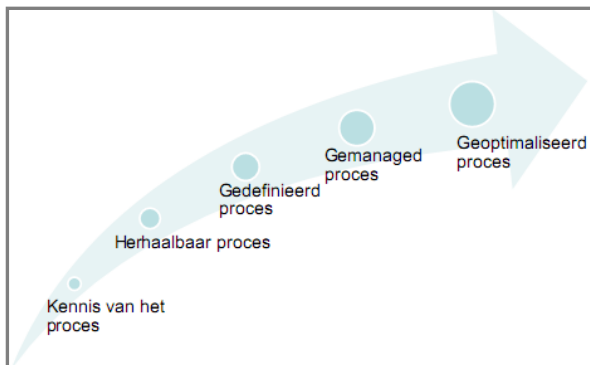 Kennis van het
proces
Herhaalbaar proces
Gedefinieerd
proces
Gemanaged
proces
Geoptimaliseerd
proces